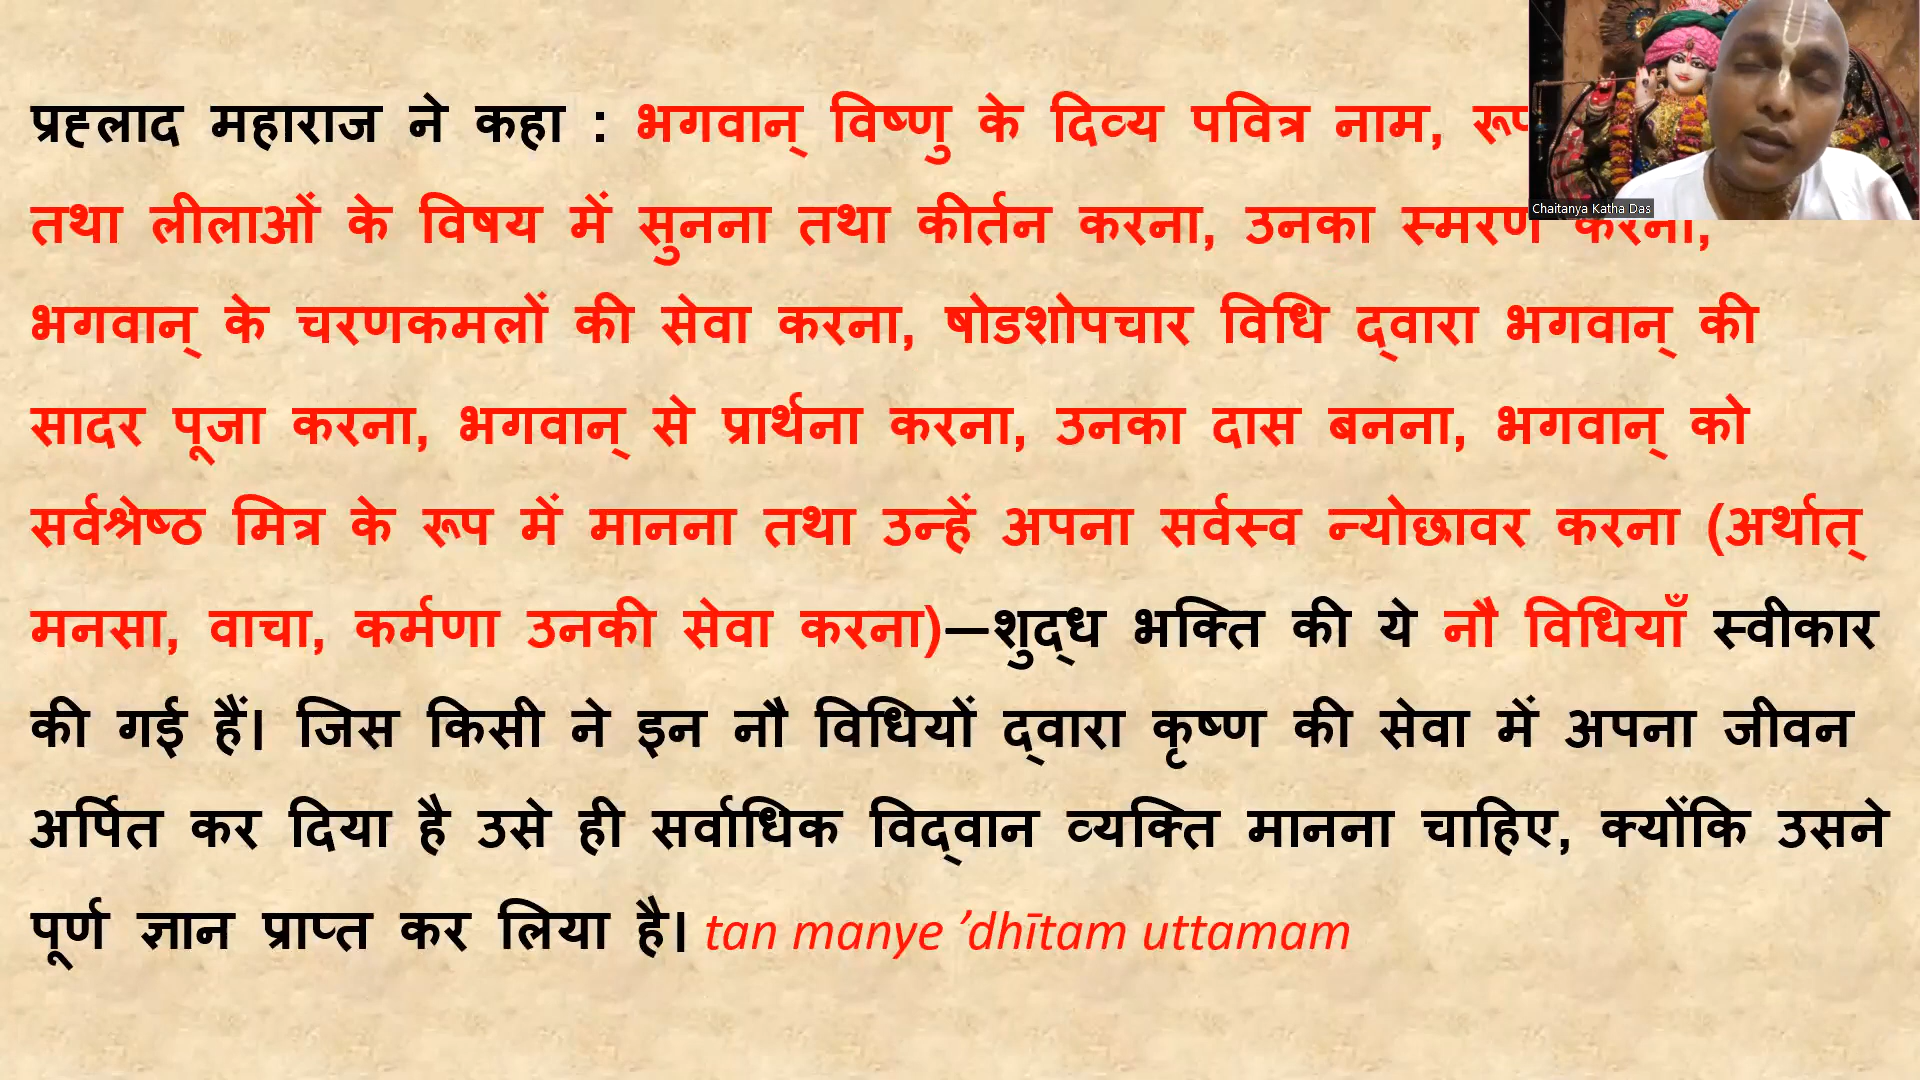 प्रह्लाद महाराज ने कहा : भगवान् विष्णु के दिव्य पवित्र नाम, रूप
तथा लीलाओं के विषय में सुनना तथा कीर्तन करना, उनका स्मरण करना,
भगवान् के चरणकमलों की सेवा करना, षोडशोपचार विधि द्वारा भगवान् की
सादर पूजा करना, भगवान् से प्रार्थना करना, उनका दास बनना, भगवान् को
सर्वश्रेष्ठ मित्र के रूप में मानना तथा उन्हें अपना सर्वस्व न्योछावर करना (अर्थात्
मनसा, वाचा, कर्मणा उनकी सेवा करना)—शुद्ध भक्ति की ये नौ विधियाँ स्वीकार
की गई हैं। जिस किसी ने इन नौ विधियों द्वारा कृष्ण की सेवा में अपना जीवन
अर्पित कर दिया है उसे ही सर्वाधिक विद्वान व्यक्ति मानना चाहिए, क्योंकि उसने
पूर्ण ज्ञान प्राप्त कर लिया है। tan manye ’dhītam uttamam
Chaitanya Katha Das